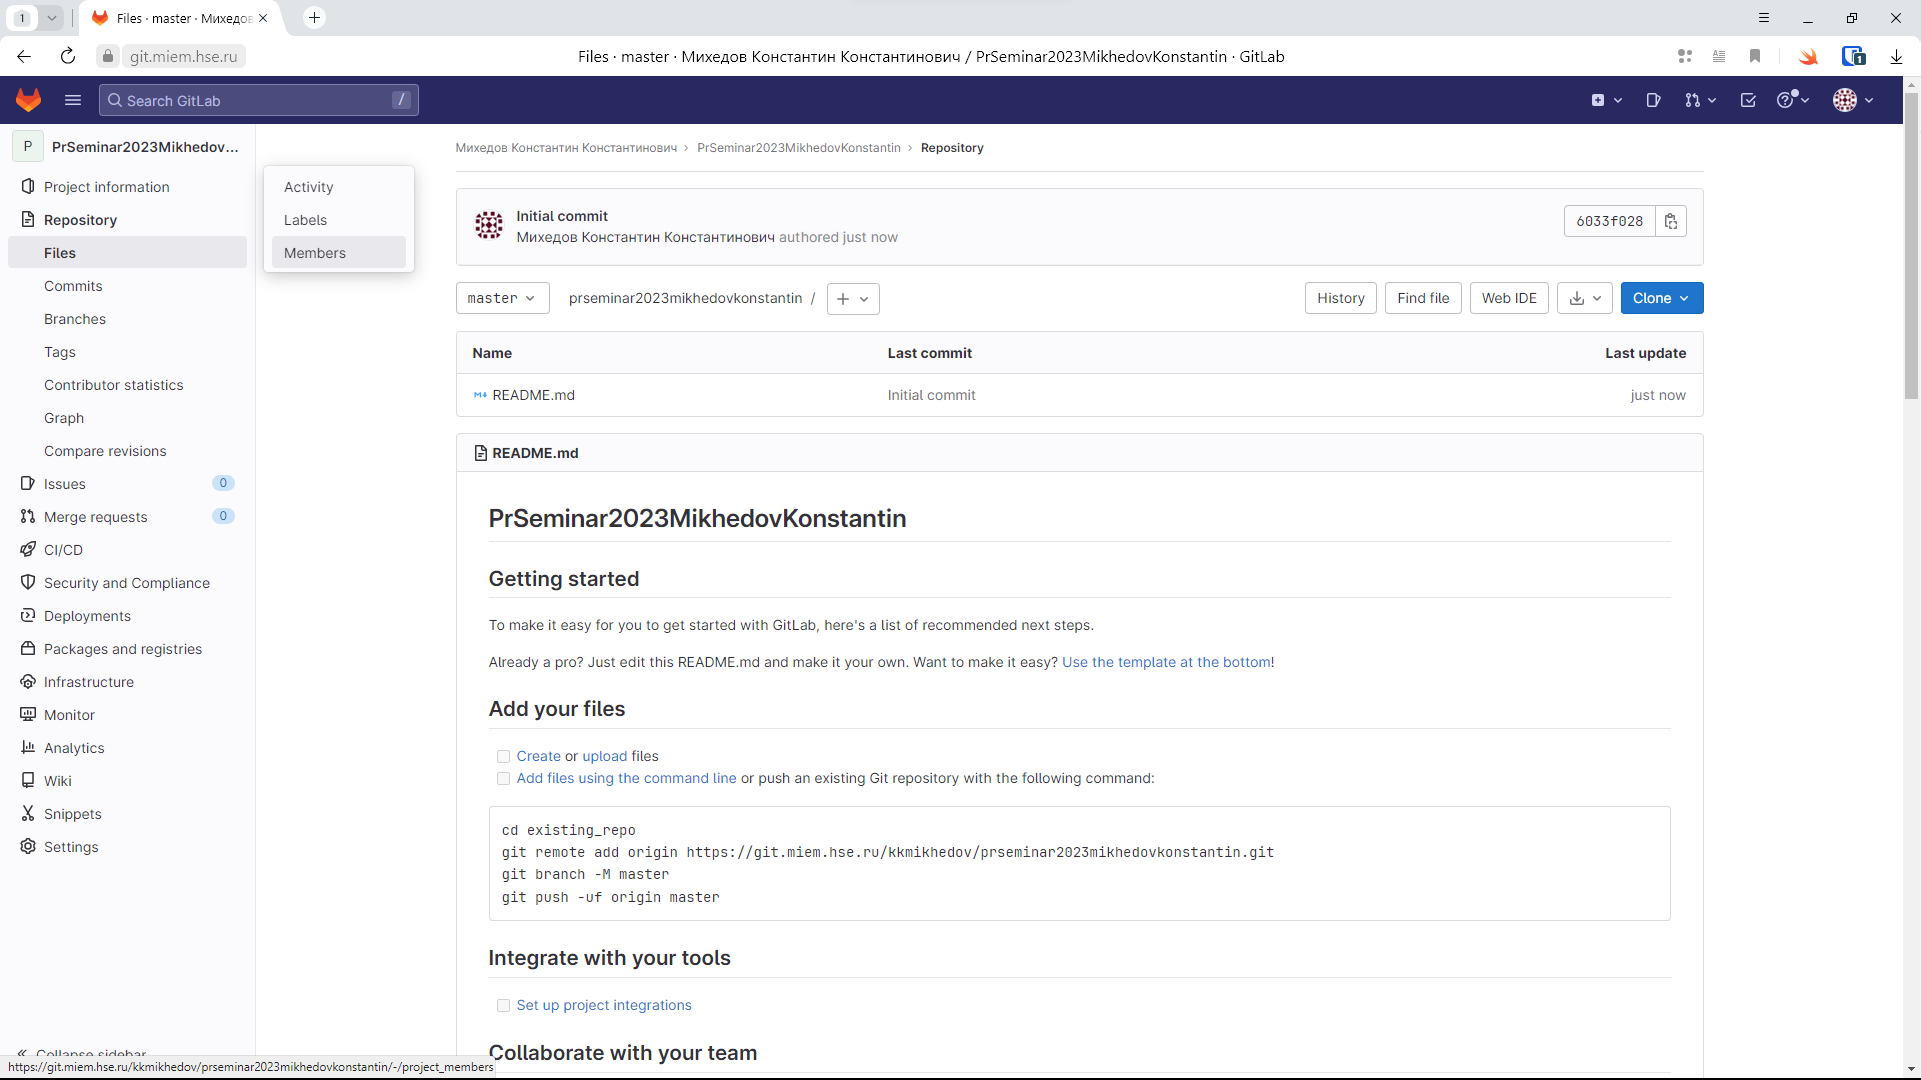 1
Files · master · Михедов
git.miem.hse.ru
Files · master · Михедов Константин Константинович / PrSeminar2023MikhedovKonstantin · GitLab
1
Search GitLab
/
P
PrSeminar2023Mikhedov...
Project information
Repository
Files
Commits
Branches
Tags
Contributor statistics
Graph
Compare revisions
Issues 0
Merge requests 0
CI/CD
Security and Compliance
Deployments
Packages and registries
Infrastructure
Monitor
Analytics
Wiki
Snippets
Settings
Collapse sidebar
https://git.miem.hse.ru/kkmikhedov/prseminar2023mikhedovkonstantin/-/project_members
Activity
Labels
Members
Михедов Константин Константинович › PrSeminar2023MikhedovKonstantin › Repository
Initial commit
Михедов Константин Константинович authored just now
6033f028
master
prseminar2023mikhedovkonstantin /
History
Find file
Web IDE
Clone
Name Last commit Last update
README.md Initial commit just now
README.md
PrSeminar2023MikhedovKonstantin
Getting started
To make it easy for you to get started with GitLab, here's a list of recommended next steps.
Already a pro? Just edit this README.md and make it your own. Want to make it easy? Use the template at the bottom!
Add your files
Create or upload files
Add files using the command line or push an existing Git repository with the following command:
cd existing_repo
git remote add origin https://git.miem.hse.ru/kkmikhedov/prseminar2023mikhedovkonstantin.git
git branch -M master
git push -uf origin master
Integrate with your tools
Set up project integrations
Collaborate with your team